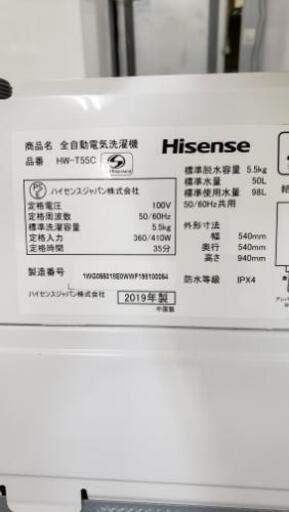 商品名 全自動電気洗濯機
品番 HW-T55C
Hisense
ハイセンスジャパン株式会社
定格電圧 100V
定格周波数 50/60Hz
標準洗濯容量 5.5kg
定格入力 360/410W
定格時間 35分
標準脱水容量 5.5kg
標準水量 50L
標準使用水量 98L
50/60Hz共用
外形寸法
幅 540mm
奥行 540mm
高さ 940mm
防水等級 IPX4
製造番号
ハイセンスジャパン株式会社
2019年製
中国製